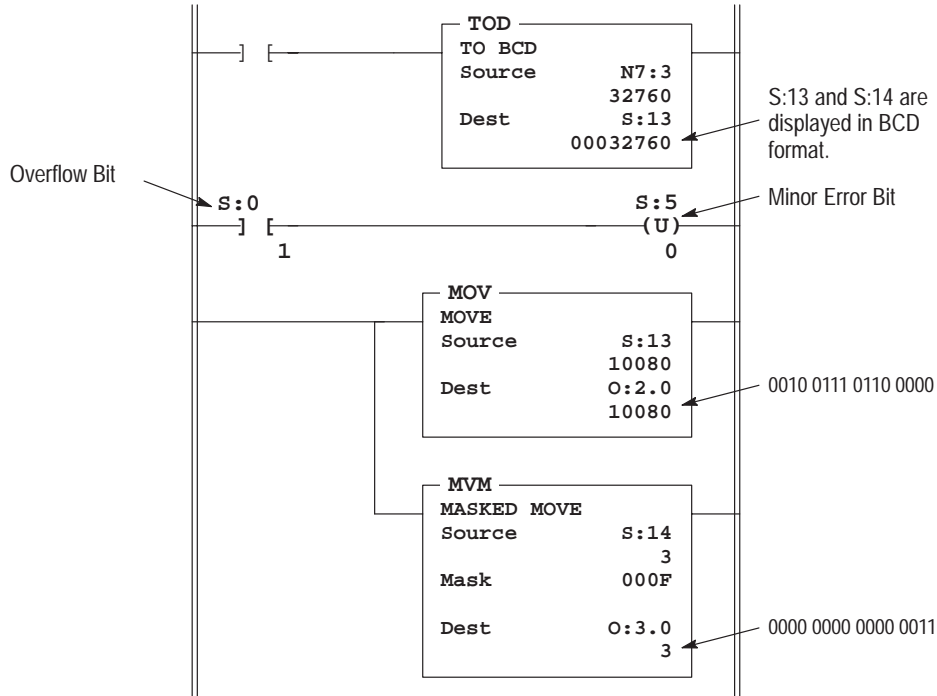 TOD
TO BCD
Source N7:3
32760
Dest S:13
00032760
S:13 and S:14 are
displayed in BCD
format.
Overflow Bit
S:0
] [
1
S:5
(U)
0
Minor Error Bit
MOV
MOVE
Source S:13
10080
Dest O:2.0
10080
0010 0111 0110 0000
MVM
MASKED MOVE
Source S:14
3
Mask 000F
Dest O:3.0
3
0000 0000 0000 0011